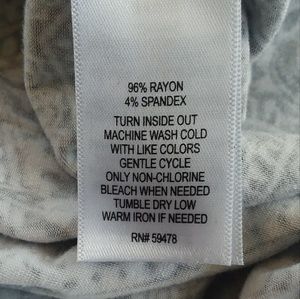 96% RAYON
4% SPANDEX
TURN INSIDE OUT
MACHINE WASH COLD
WITH LIKE COLORS
GENTLE CYCLE
ONLY NON-CHLORINE
BLEACH WHEN NEEDED
TUMBLE DRY LOW
WARM IRON IF NEEDED
RN# 59478